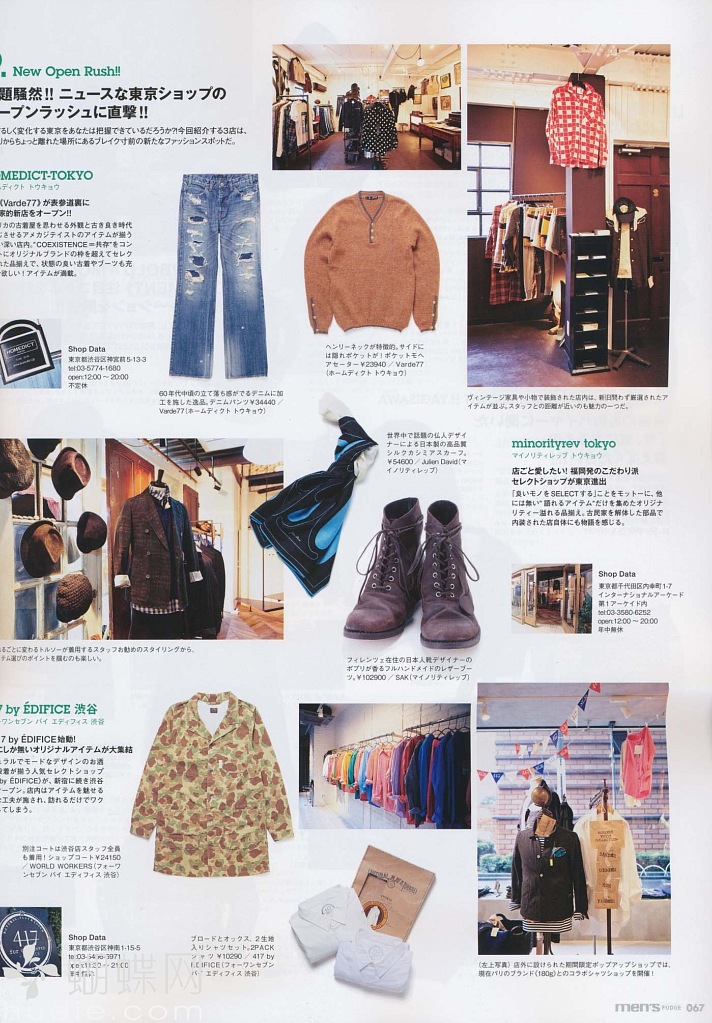 New Open Rush!!
題騒然!! ニュースな東京ショップの
ープンラッシュに直撃!!
るしく変化する東京をあなたは把握できているだろうか?!今回紹介する3店は、
りからちょっと離れた場所にあるブレイク寸前の新たなファッションスポットだ。
OMEDICT-TOKYO
ームディクト トウキョウ
《Varde77》が表参道裏に
家的新店をオープン!!
リカの古着屋を思わせる外観と古き良き時代
じさせるアメカジテイストのアイテムが揃う
い深い店内。"COEXISTENCE＝共存"をコン
トにオリジナルブランドの枠を超えてセレク
た品揃えで、状態の良い古着やブーツも充
欲しい!アイテムが満載。
HOMEDICT
Shop Data
東京都渋谷区神宮前5-13-3
tel:03-5774-1680
open:12:00 ～ 20:00
不定休
60年代中頃の立て落ち感がでるデニムに加
工を施した逸品。デニムパンツ¥34440／
Varde77(ホームディクト トウキョウ)
ヘンリーネックが特徴的。サイドに
は隠れポケットが!ポケットモヘ
アセーター¥23940／Varde77
(ホームディクト トウキョウ)
ヴィンテージ家具や小物で装飾された店内は、新旧問わず厳選されたア
イテムが並ぶ。スタッフとの距離が近いのも魅力の一つだ。
世界中で話題の仏人デザイ
ナーによる日本製の高品質
シルクカシミアスカーフ。
¥54600／Julien David(マ
イノリティレップ)
minorityrev tokyo
マイノリティレップ トウキョウ
店ごと愛したい! 福岡発のこだわり派
セレクトショップが東京進出
「良いモノをSELECTする」ことをモットーに、他
には無い"語れるアイテム"だけを集めたオリジナ
リティー溢れる品揃え。古民家を解体した部品で
内装された店自体にも物語を感じる。
Shop Data
東京都千代田区内幸町1-7
インターナショナルアーケード
第1アーケイド内
tel:03-3580-6252
open:12:00 ～ 20:00
年中無休
るごとに変わるトルソーが着用するスタッフお勧めのスタイリングから、
テム選びのポイントを掴むのも楽しい。
フィレンツェ在住の日本人靴デザイナーの
ポプリが香るフルハンドメイドのレザーブー
ツ。¥102900／SAK(マイノリティレップ)
7 by ÉDIFICE 渋谷
ーワンセブン バイ エディフィス 渋谷
7 by ÉDIFICE始動!
にしか無いオリジナルアイテムが大集結
ュラルでモードなデザインのお洒
着が揃う人気セレクトショップ
by ÉDIFICE》が、新宿に続き渋谷
ープン。店内はアイテムを魅せる
な工夫が施され、訪れるだけでワク
てしまう。
別注コートは渋谷店スタッフ全員
も着用!ショップコート¥24150
／WORLD WORKERS(フォーワ
ンセブン バイ エディフィス 渋谷)
417
Shop Data
東京都渋谷区神南1-15-5
ブロードとオックス、2生地
入りシャツセット。2PACK
シャツ ¥10290／417 by
ÉDIFICE(フォーワンセブン
バイ エディフィス 渋谷)
(左上写真)店外に設けられた期間限定ポップアップショップでは、
現在パリのブランド《180g》とのコラボシャツショップを開催!
蝴蝶网
men's PUDGE 067